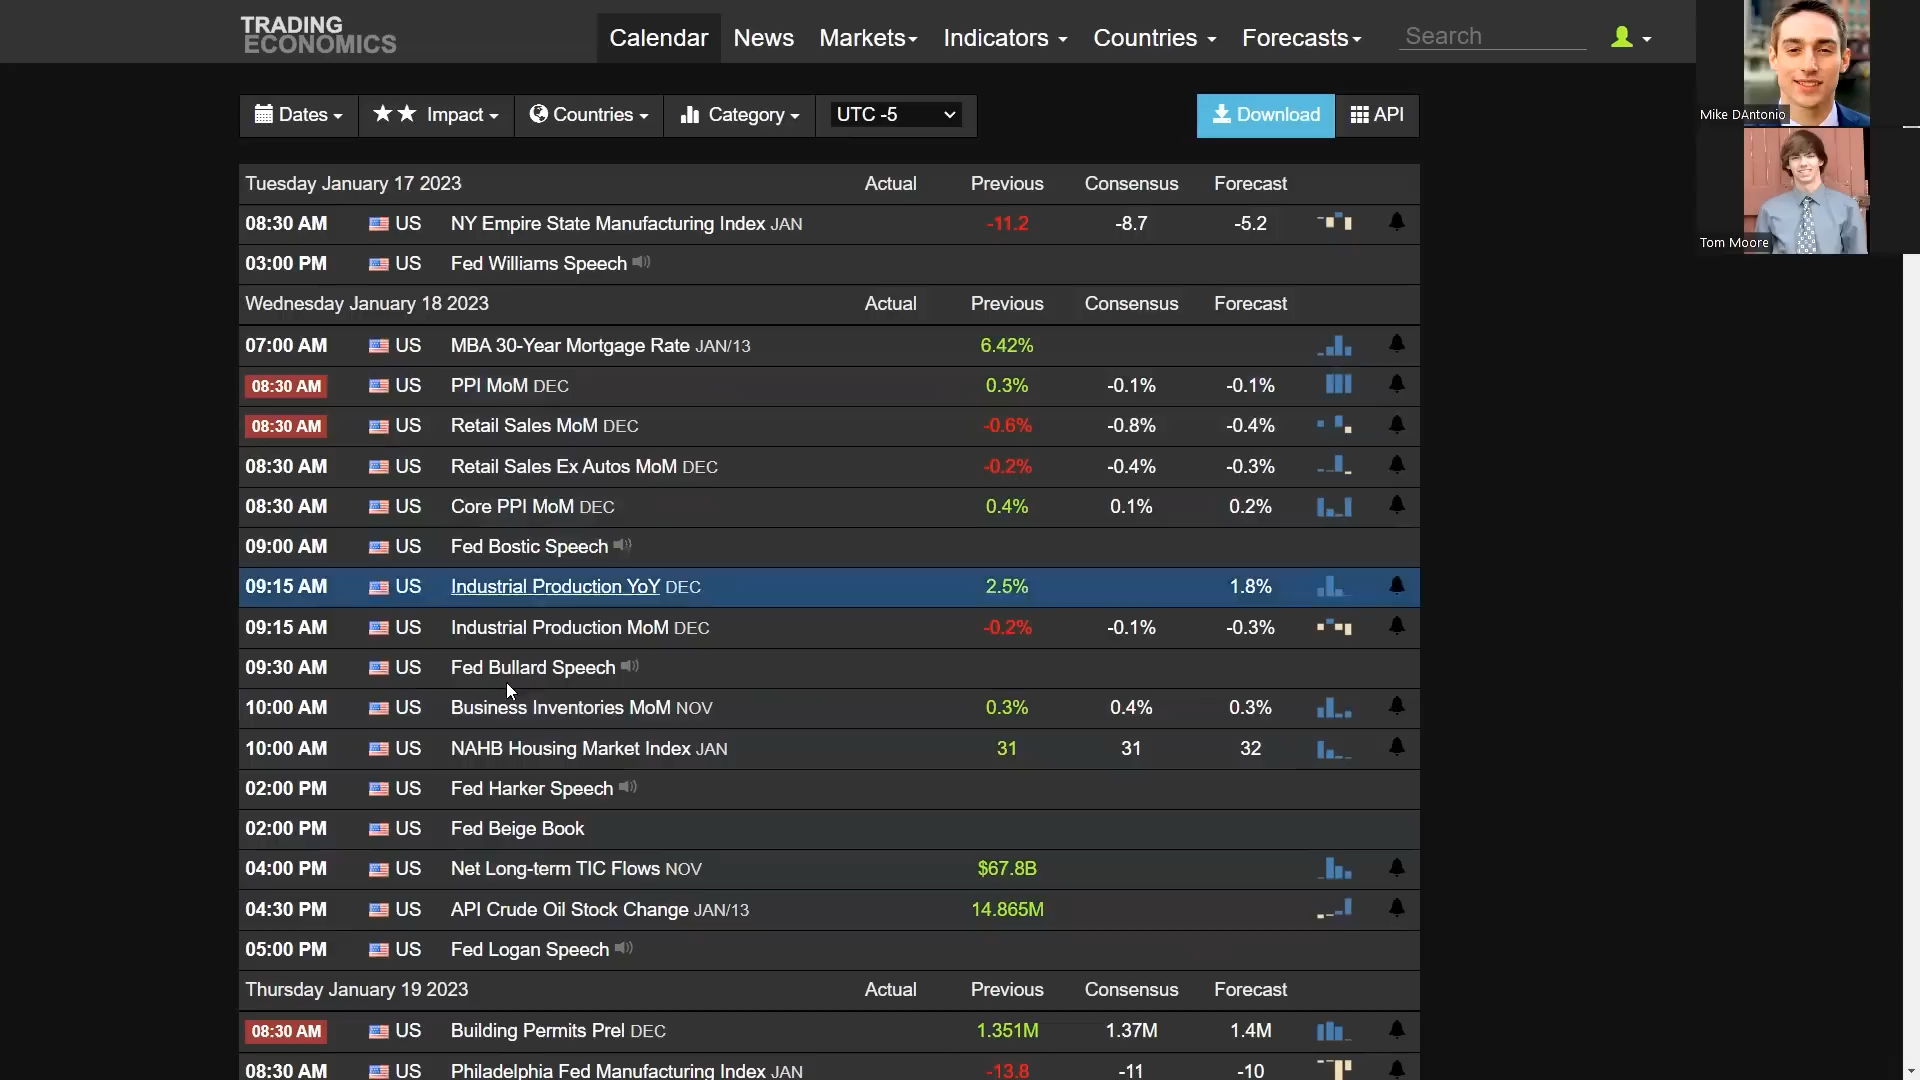 TRADING
ECONOMICS
Calendar News Markets Indicators Countries Forecasts Search
Mike DAntonio
Dates Impact Countries Category UTC -5 Download API
Tom Moore
Tuesday January 17 2023 Actual Previous Consensus Forecast
08:30 AM US NY Empire State Manufacturing Index JAN -11.2 -8.7 -5.2
03:00 PM US Fed Williams Speech
Wednesday January 18 2023 Actual Previous Consensus Forecast
07:00 AM US MBA 30-Year Mortgage Rate JAN/13 6.42%
08:30 AM US PPI MoM DEC 0.3% -0.1% -0.1%
08:30 AM US Retail Sales MoM DEC -0.6% -0.8% -0.4%
08:30 AM US Retail Sales Ex Autos MoM DEC -0.2% -0.4% -0.3%
08:30 AM US Core PPI MoM DEC 0.4% 0.1% 0.2%
09:00 AM US Fed Bostic Speech
09:15 AM US Industrial Production YoY DEC 2.5% 1.8%
09:15 AM US Industrial Production MoM DEC -0.2% -0.1% -0.3%
09:30 AM US Fed Bullard Speech
10:00 AM US Business Inventories MoM NOV 0.3% 0.4% 0.3%
10:00 AM US NAHB Housing Market Index JAN 31 31 32
02:00 PM US Fed Harker Speech
02:00 PM US Fed Beige Book
04:00 PM US Net Long-term TIC Flows NOV $67.8B
04:30 PM US API Crude Oil Stock Change JAN/13 14.865M
05:00 PM US Fed Logan Speech
Thursday January 19 2023 Actual Previous Consensus Forecast
08:30 AM US Building Permits Prel DEC 1.351M 1.37M 1.4M
08:30 AM US Philadelphia Fed Manufacturing Index JAN -13.8 -11 -10